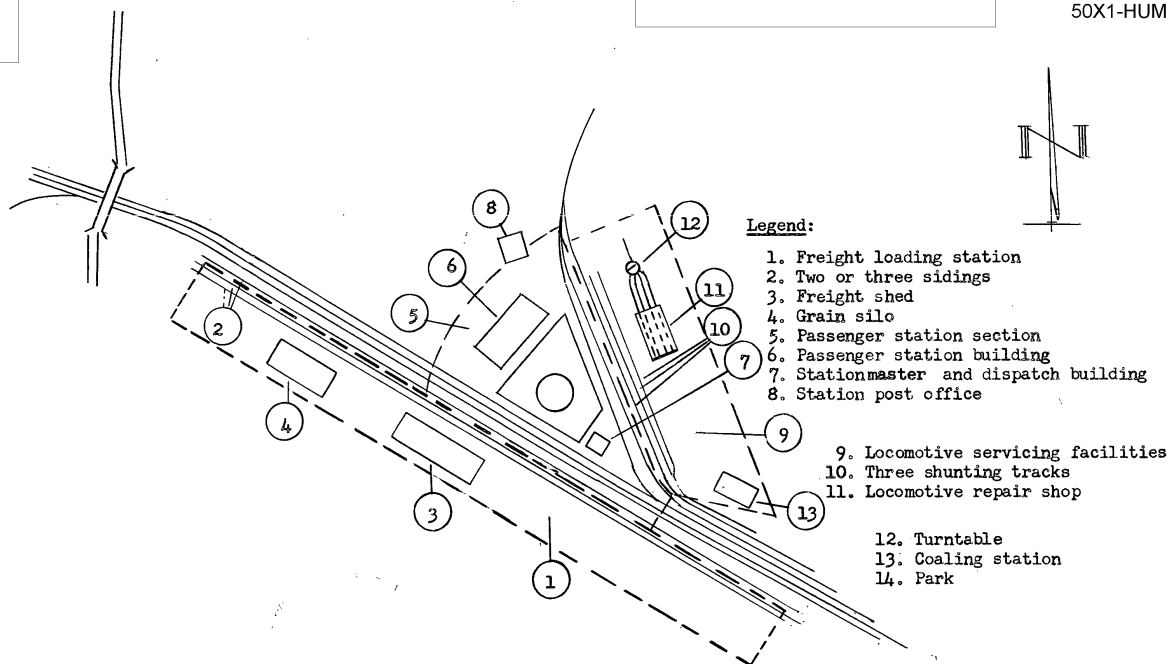 50X1-HUM
N
8
12
Legend:
6
1. Freight loading station
11
2. Two or three sidings
5
3. Freight shed
2
10
4. Grain silo
5. Passenger station section
7
6. Passenger station building
7. Stationmaster and dispatch building
8. Station post office
4
9
9. Locomotive servicing facilities
10. Three shunting tracks
11. Locomotive repair shop
3
13
12. Turntable
13. Coaling station
1
14. Park